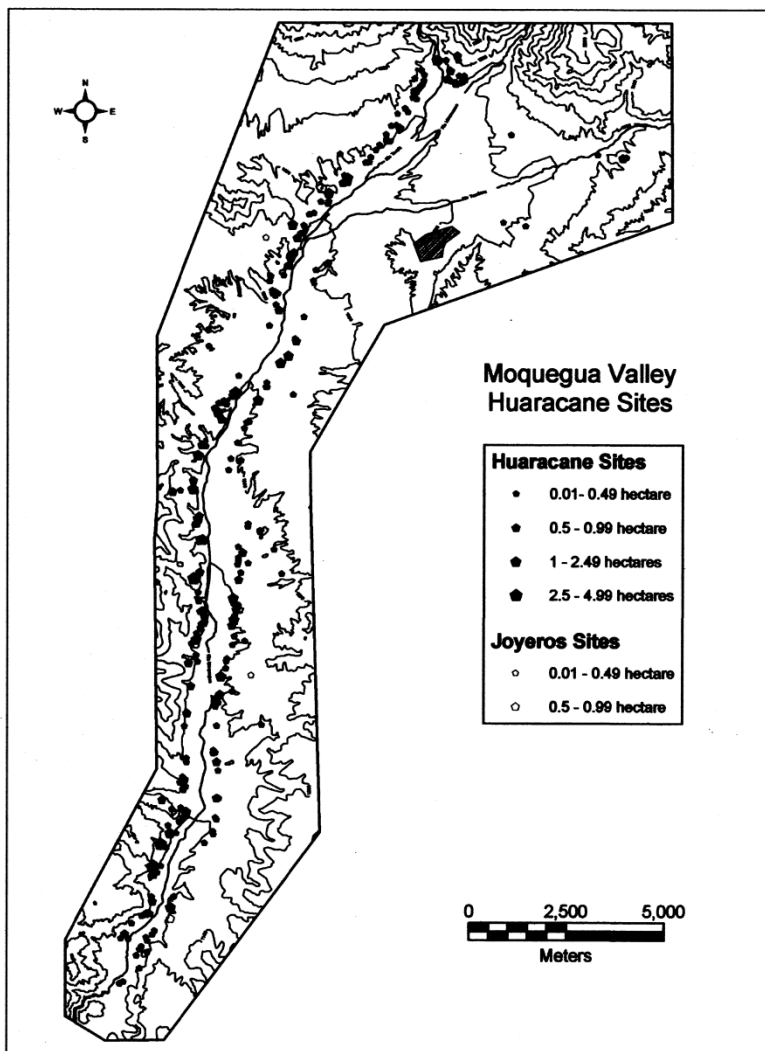 N
W E
S
Moquegua Valley
Huaracane Sites
Huaracane Sites
0.01- 0.49 hectare
0.5 - 0.99 hectare
1 - 2.49 hectares
2.5 - 4.99 hectares
Joyeros Sites
0.01 - 0.49 hectare
0.5 - 0.99 hectare
0 2,500 5,000
Meters